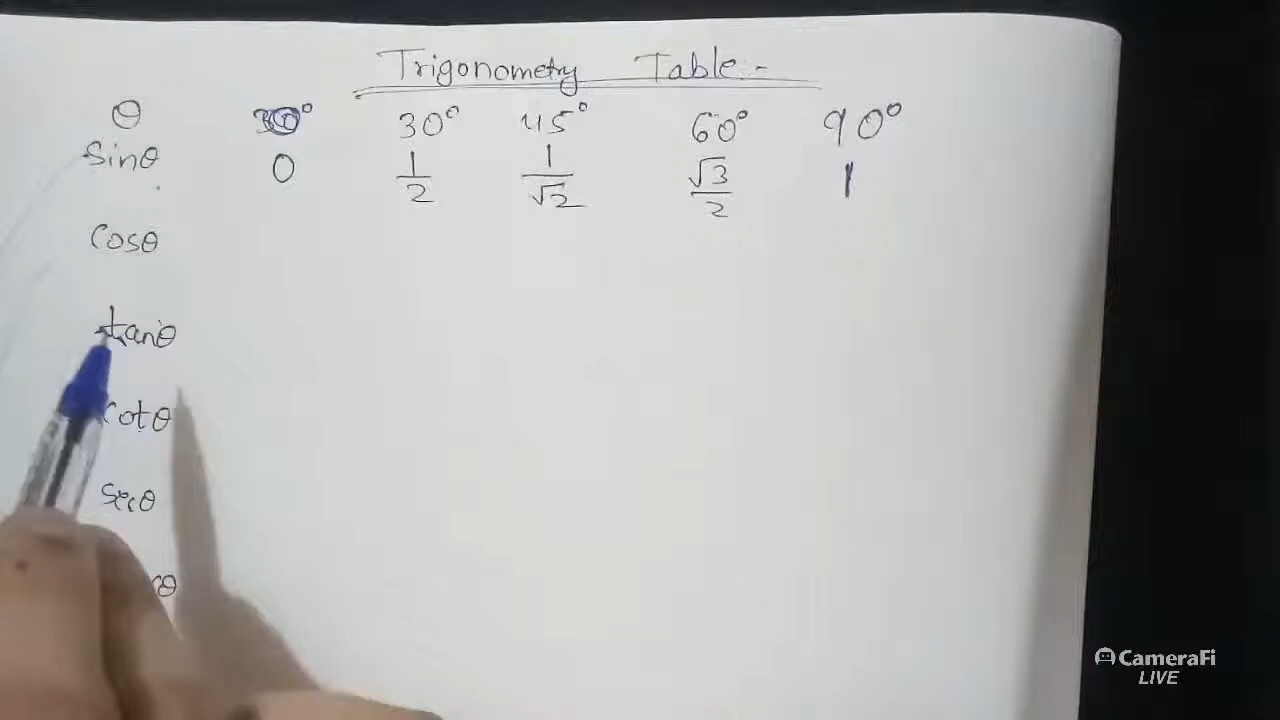 Trigonometry Table -
θ 0° 30° 45° 60° 90°
sinθ 0 1/2 1/√2 √3/2 1
cosθ
tanθ
cotθ
secθ
CameraFi
LIVE